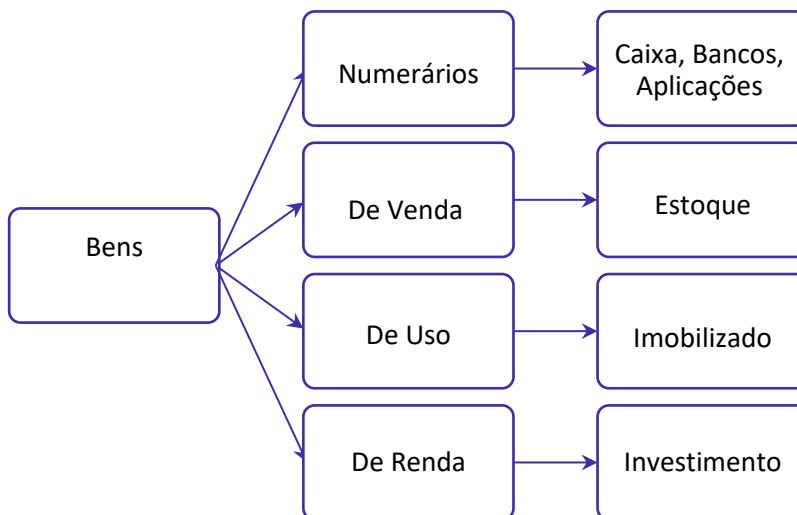 Bens
Numerários
Caixa, Bancos,
Aplicações
De Venda
Estoque
De Uso
Imobilizado
De Renda
Investimento